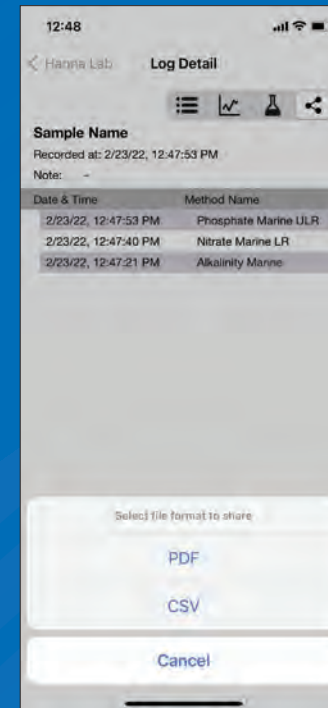 12:48
Hanna Lab Log Detail
Sample Name
Recorded at: 2/23/22, 12:47:53 PM
Note: -
Date & Time Method Name
2/23/22, 12:47:53 PM Phosphate Marine ULR
2/23/22, 12:47:40 PM Nitrate Marine LR
2/23/22, 12:47:21 PM Alkalinity Marine
Select file format to share
PDF
CSV
Cancel